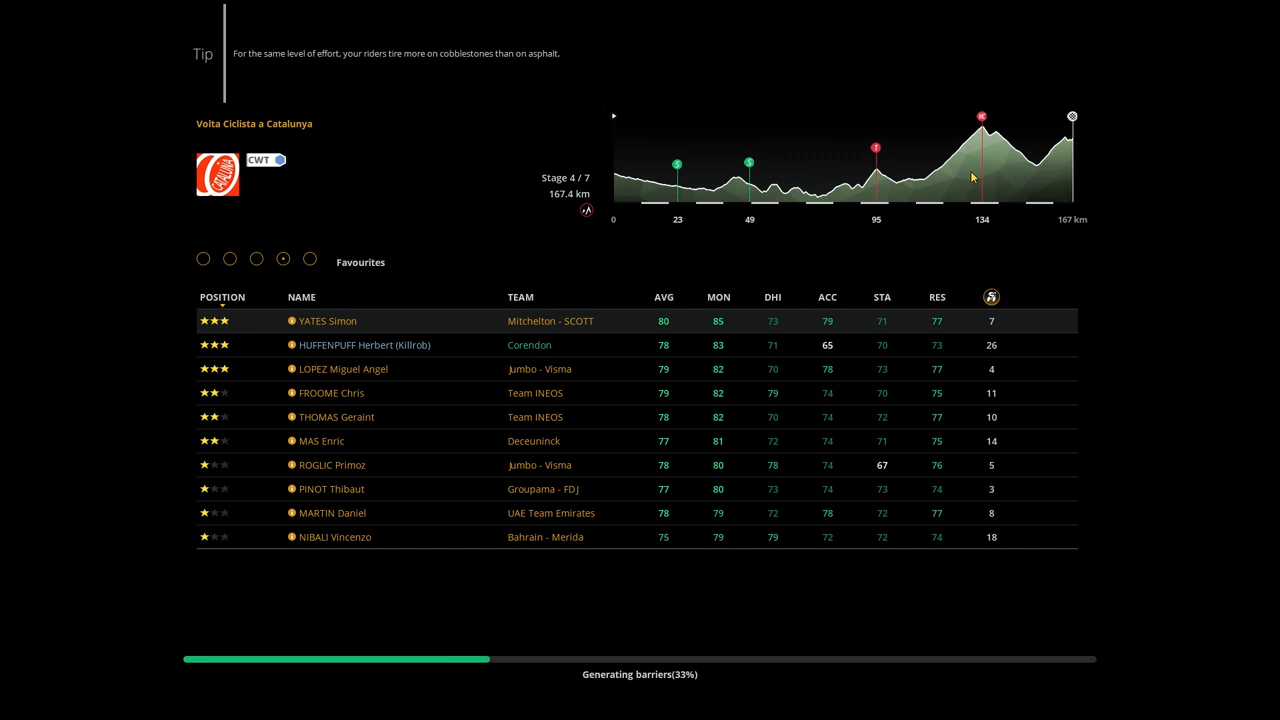 Tip
For the same level of effort, your riders tire more on cobblestones than on asphalt.
Volta Ciclista a Catalunya
CATALUNYA
CWT
Stage 4 / 7
167.4 km
S S 1 HC
0 23 49 95 134 167 km
Favourites
POSITION NAME TEAM AVG MON DHI ACC STA RES
YATES Simon Mitchelton - SCOTT 80 85 73 79 71 77 7
HUFFENPUFF Herbert (Killrob) Corendon 78 83 71 65 70 73 26
LOPEZ Miguel Angel Jumbo - Visma 79 82 70 78 73 77 4
FROOME Chris Team INEOS 79 82 79 74 70 75 11
THOMAS Geraint Team INEOS 78 82 72 74 72 77 10
MAS Enric Deceuninck 77 81 72 74 71 75 14
ROGLIC Primoz Jumbo - Visma 78 80 78 74 67 76 5
PINOT Thibaut Groupama - FDJ 77 80 73 74 73 74 3
MARTIN Daniel UAE Team Emirates 78 79 72 78 72 77 8
NIBALI Vincenzo Bahrain - Merida 75 79 79 72 72 74 18
Generating barriers(33%)